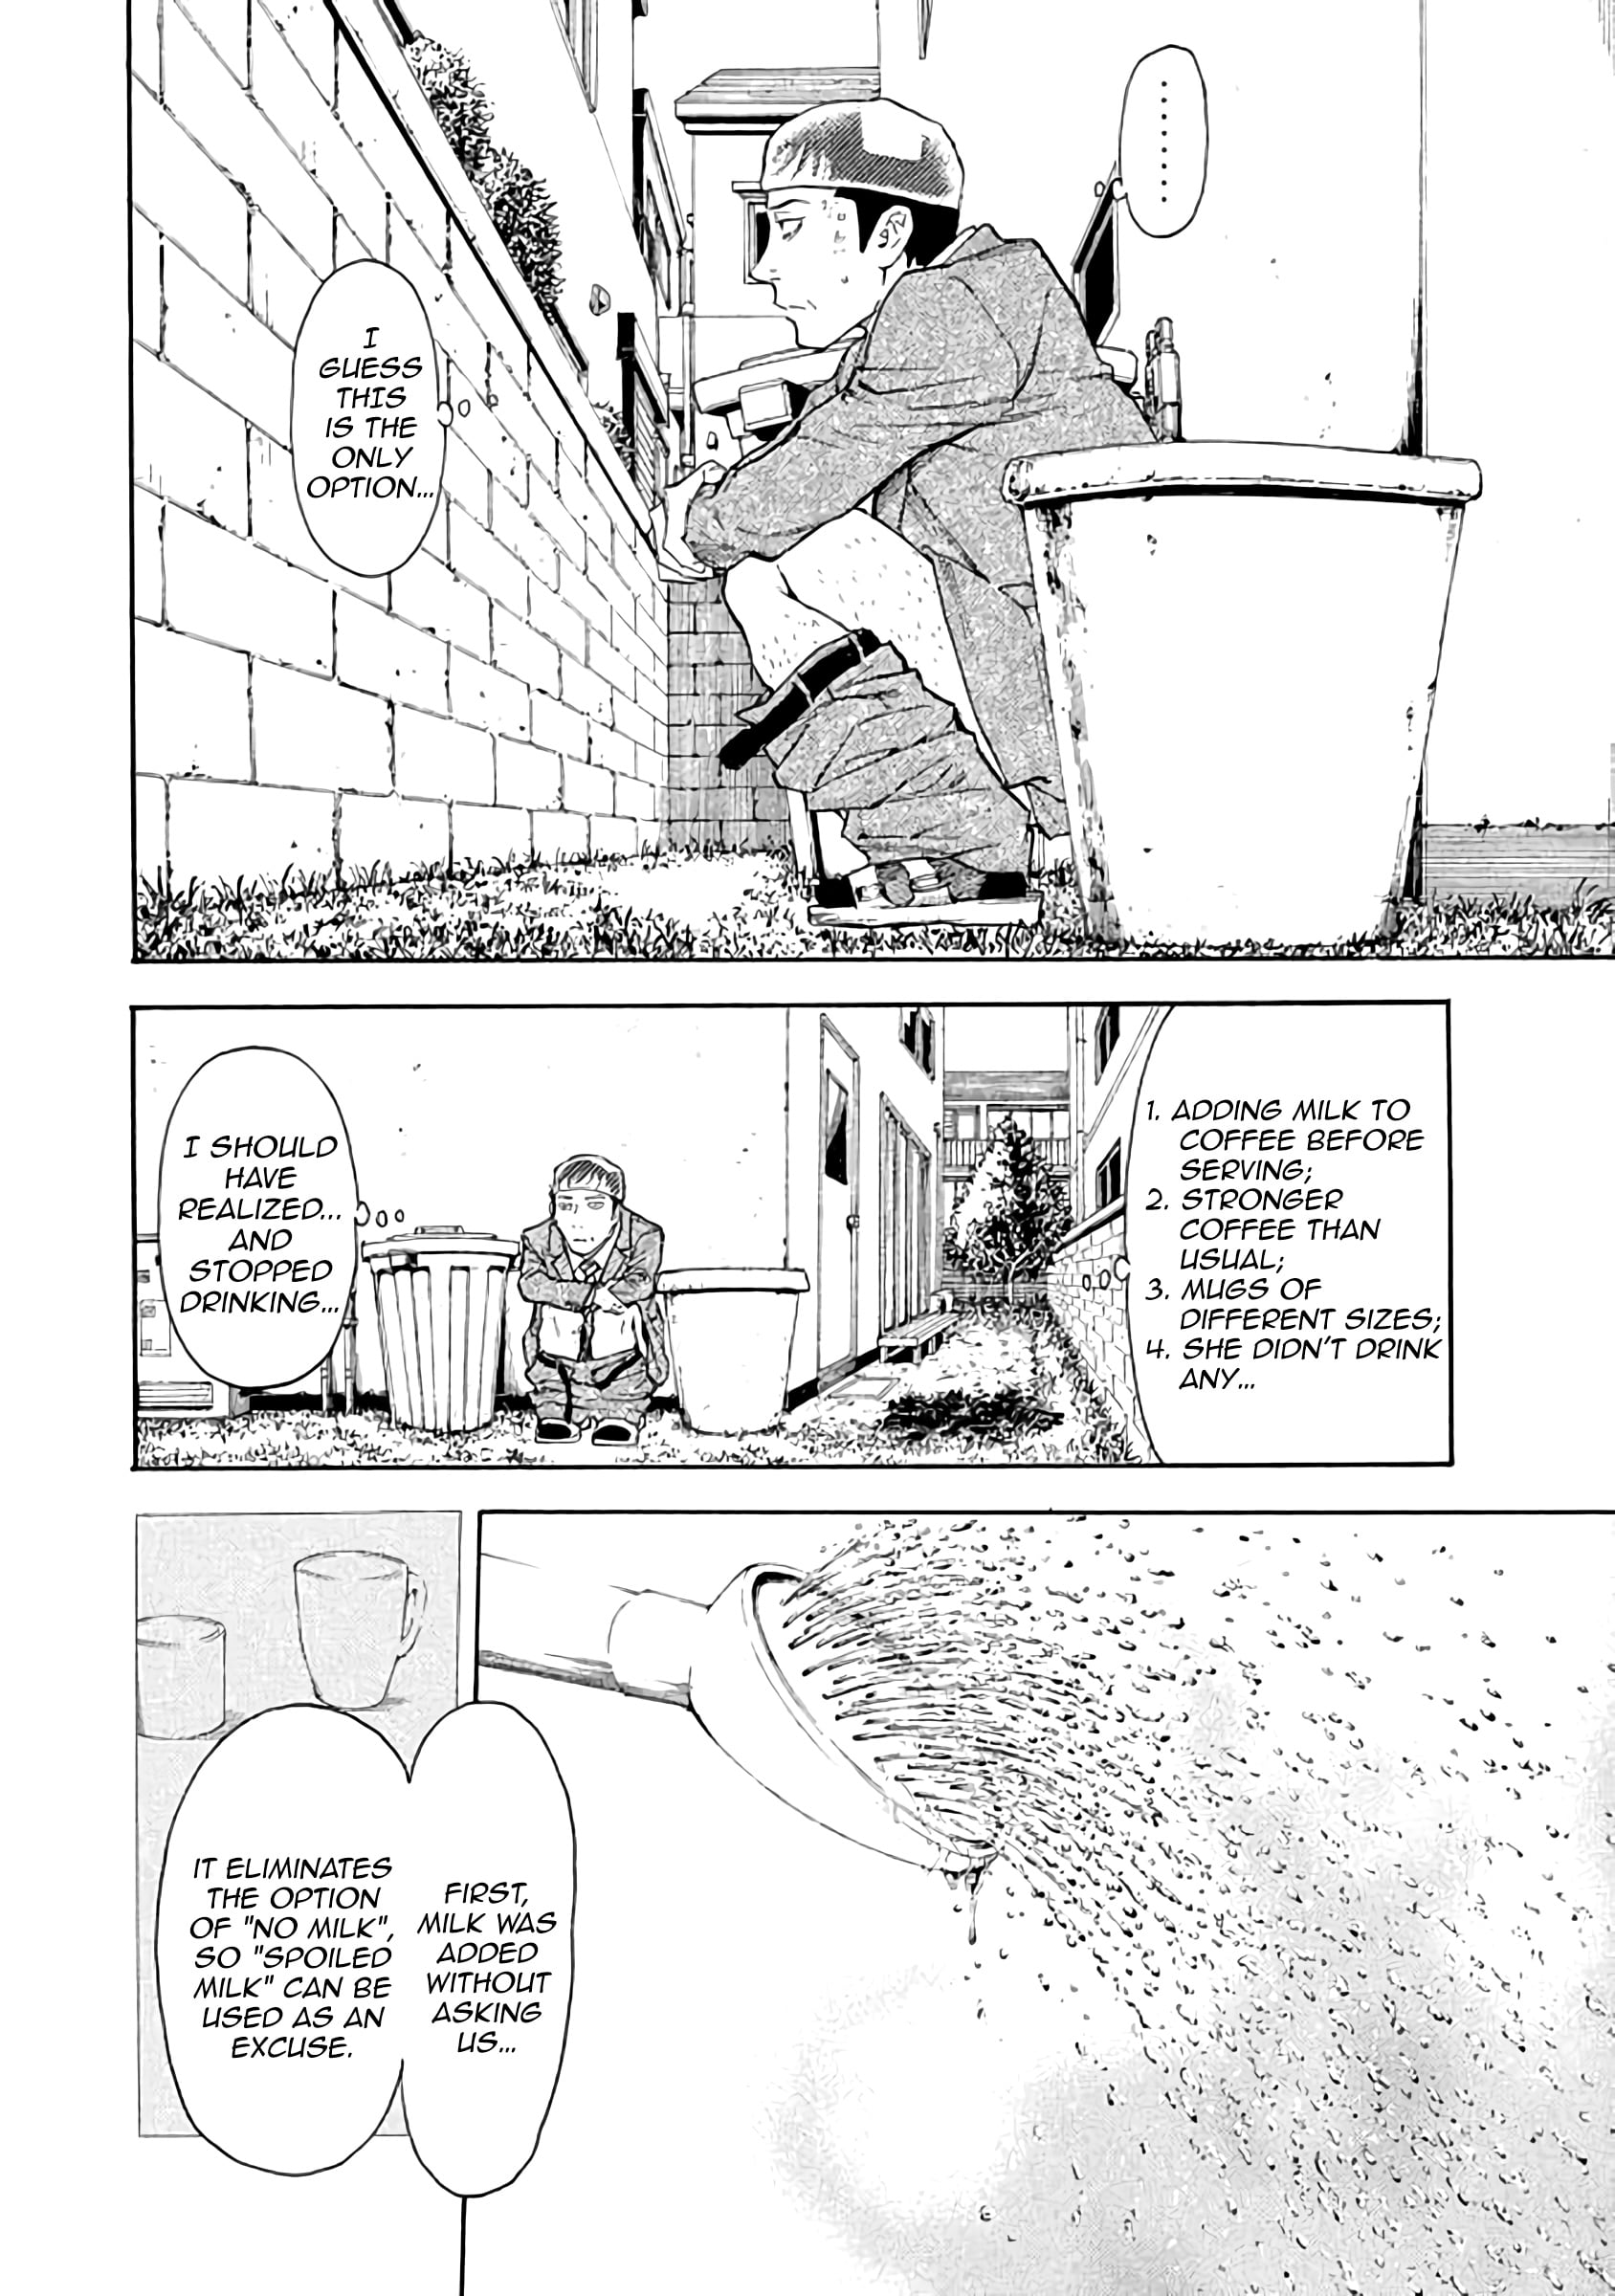 .........
I
GUESS
THIS
IS THE
ONLY
OPTION...
1. ADDING MILK TO
COFFEE BEFORE
SERVING;
2. STRONGER
COFFEE THAN
USUAL;
3. MUGS OF
DIFFERENT SIZES;
4. SHE DIDN'T DRINK
ANY...
I SHOULD
HAVE
REALIZED...
AND
STOPPED
DRINKING...
FIRST,
MILK WAS
ADDED
WITHOUT
ASKING
US...
IT ELIMINATES
THE OPTION
OF "NO MILK",
SO "SPOILED
MILK" CAN BE
USED AS AN
EXCUSE.